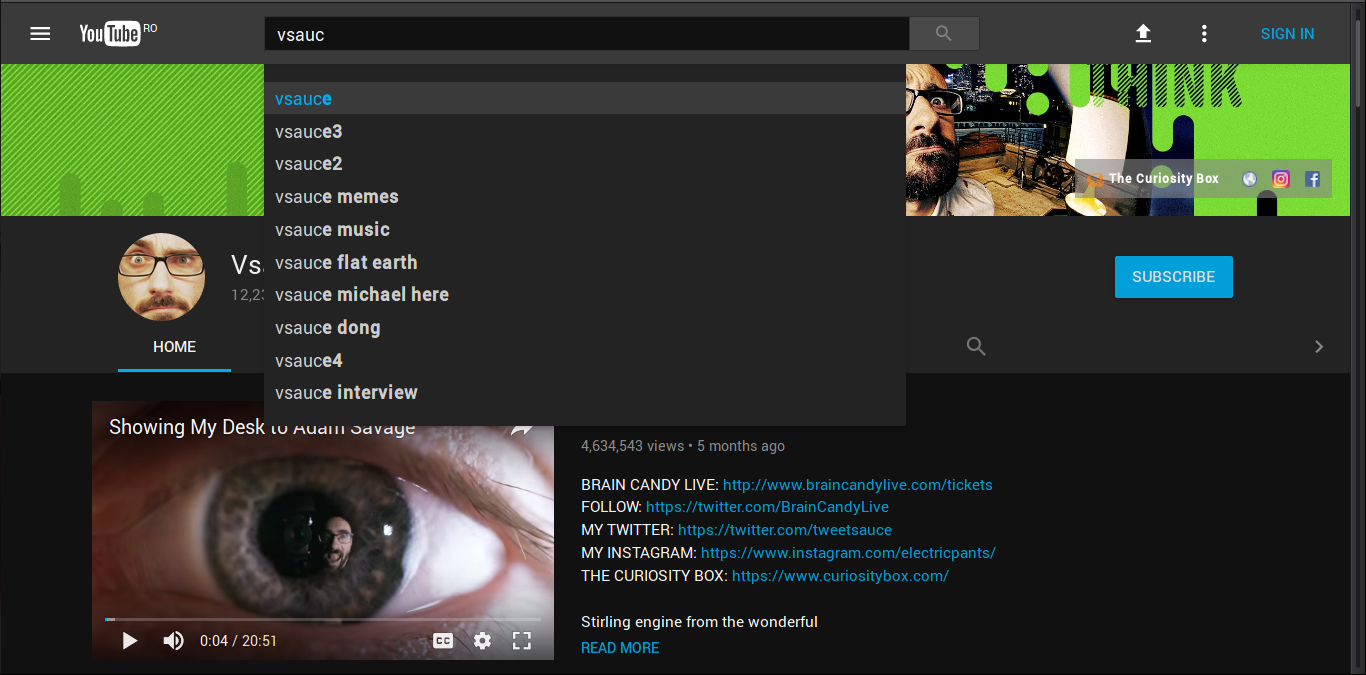 YouTube RO
vsauc
SIGN IN
THINK
vsauce
vsauce3
vsauce2
vsauce memes
vsauce music
vsauce flat earth
vsauce michael here
vsauce dong
vsauce4
vsauce interview
The Curiosity Box
SUBSCRIBE
HOME
Showing My Desk to Adam Savage
0:04 / 20:51
CC
4,634,543 views • 5 months ago
BRAIN CANDY LIVE: http://www.braincandylive.com/tickets
FOLLOW: https://twitter.com/BrainCandyLive
MY TWITTER: https://twitter.com/tweetsauce
MY INSTAGRAM: https://www.instagram.com/electricpants/
THE CURIOSITY BOX: https://www.curiositybox.com/
Stirling engine from the wonderful
READ MORE